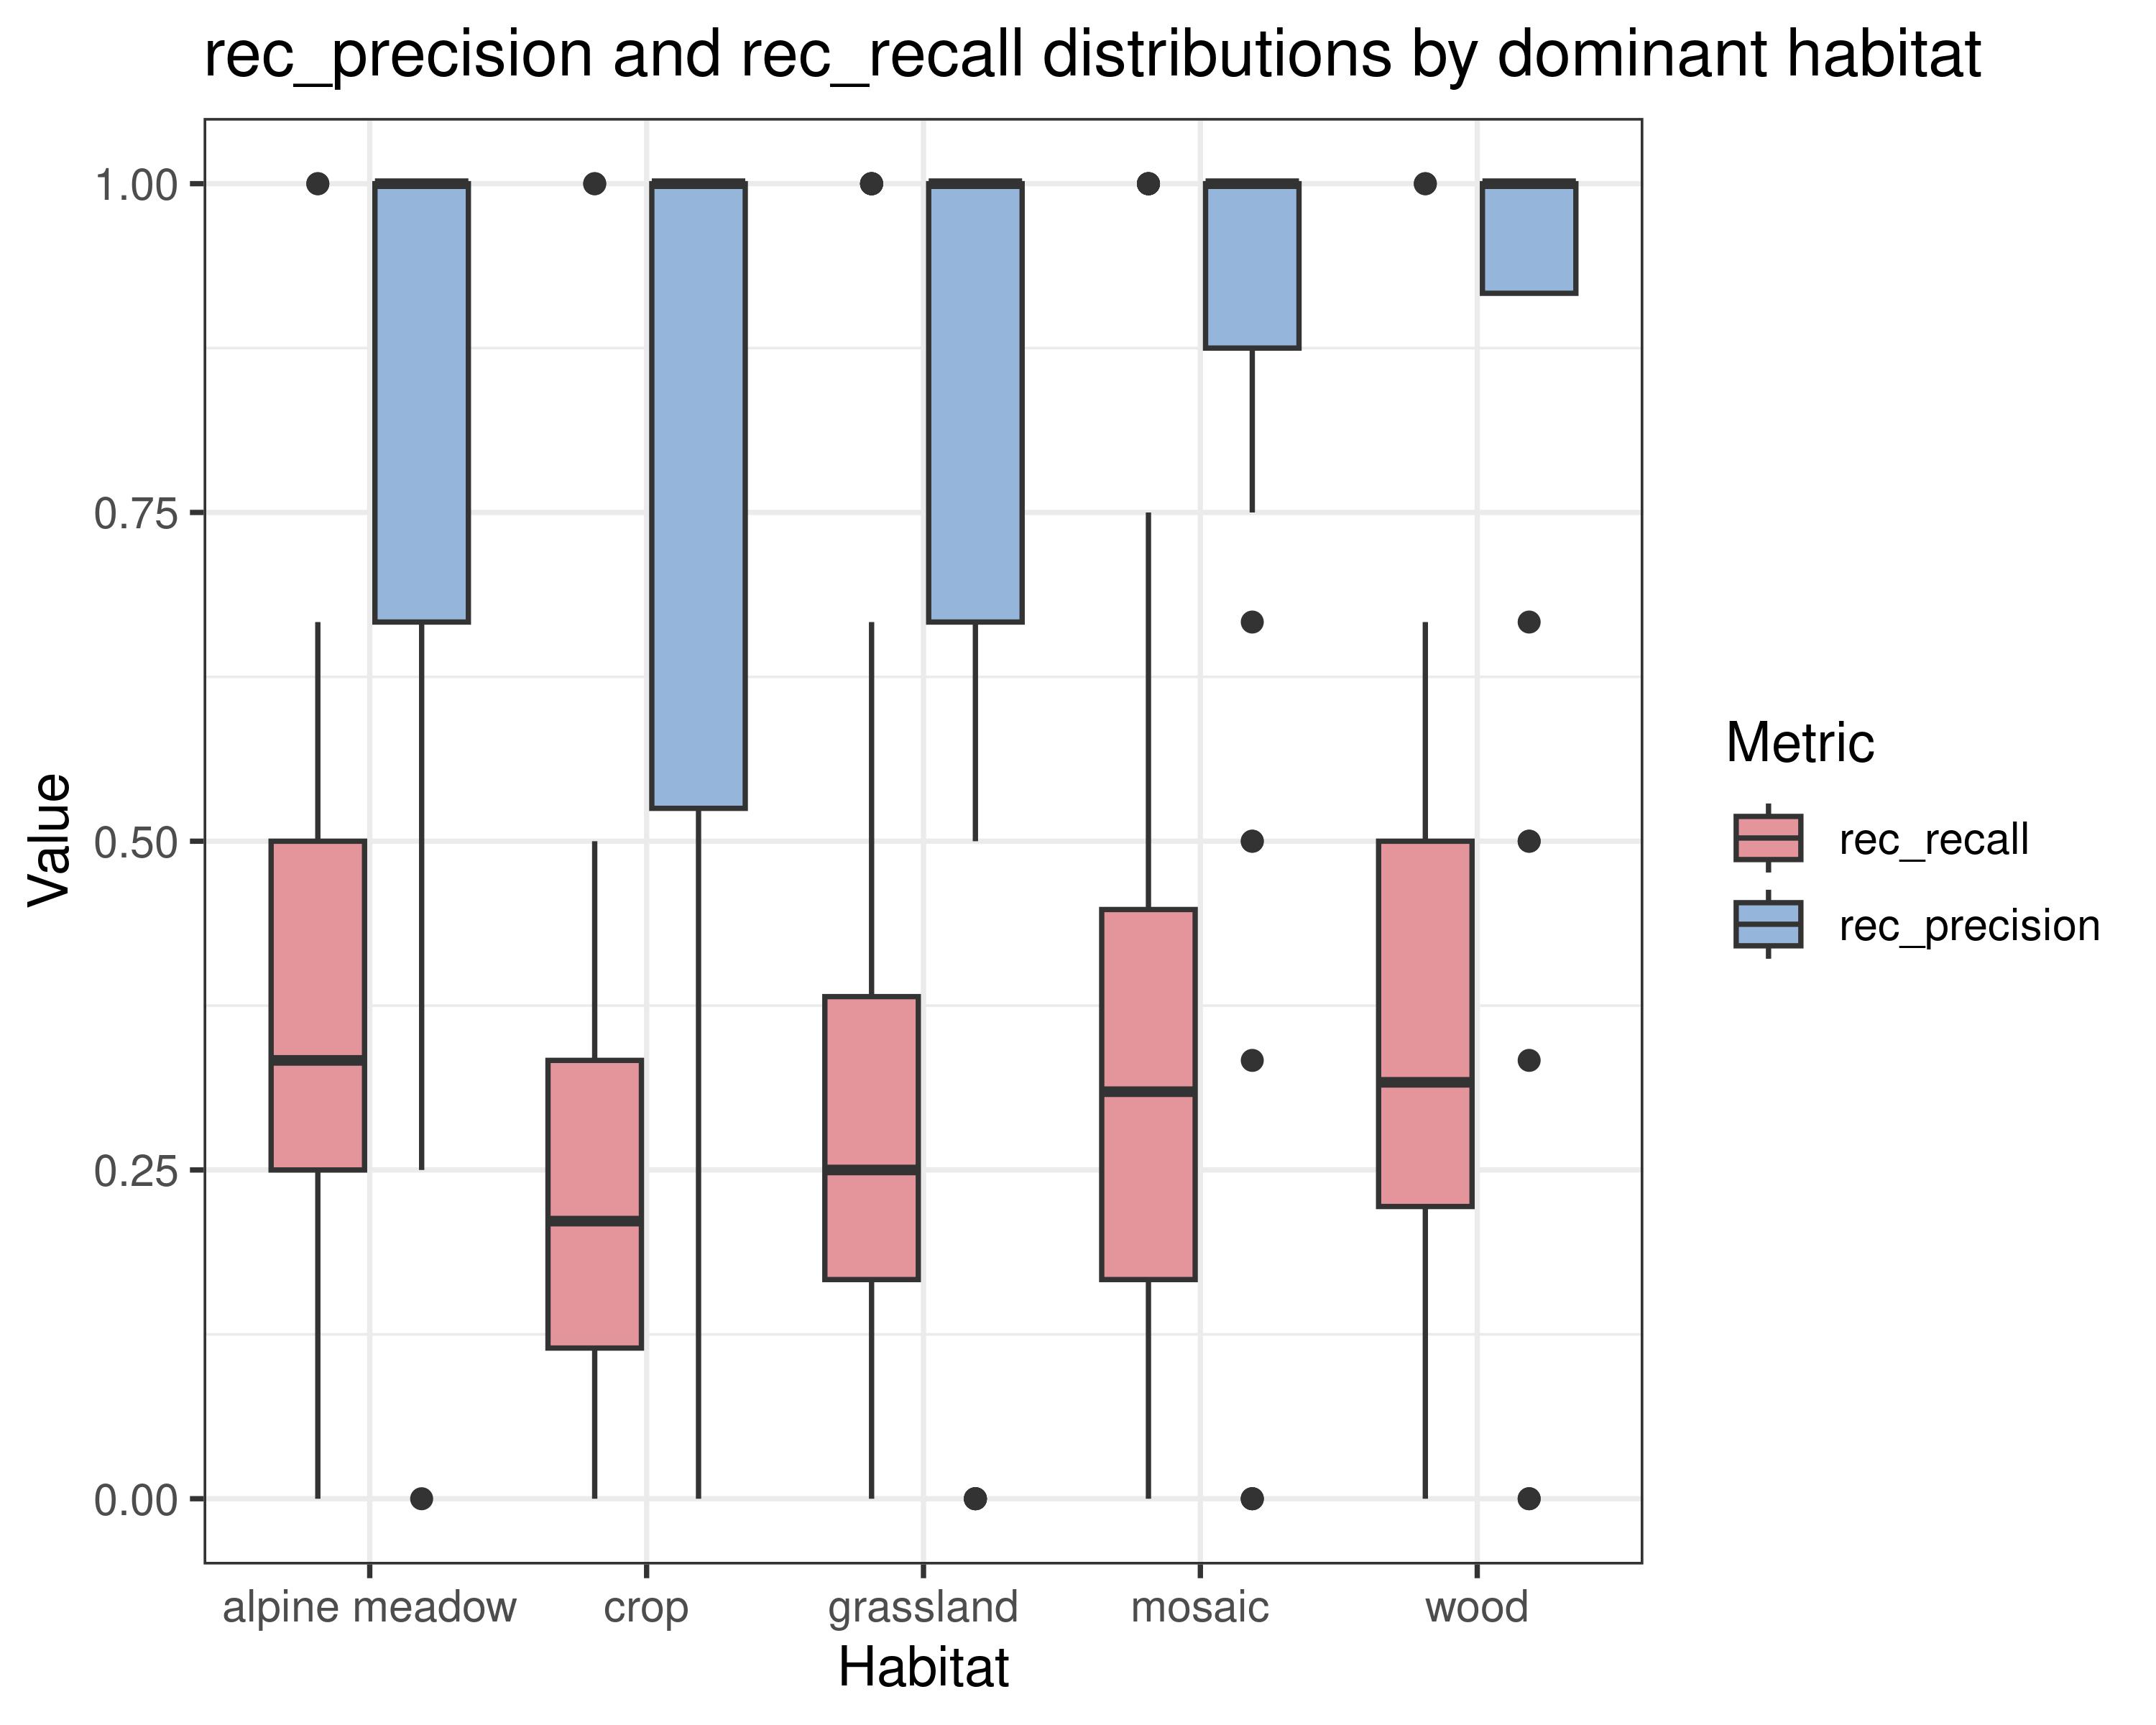 rec_precision and rec_recall distributions by dominant habitat
1.00
0.75
0.50
0.25
0.00
Value
alpine meadow crop grassland mosaic wood
Habitat
Metric
rec_recall
rec_precision